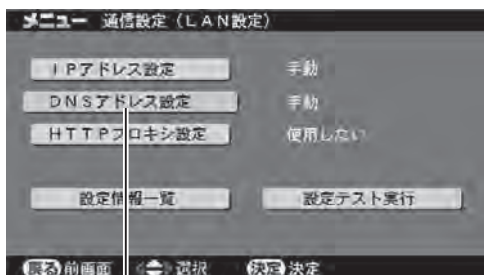 メニュー 通信設定（LAN設定）
IPアドレス設定 手動
DNSアドレス設定 手動
HTTPプロキシ設定 使用しない
設定情報一覧 設定テスト実行
戻る 前画面 選択 決定 決定